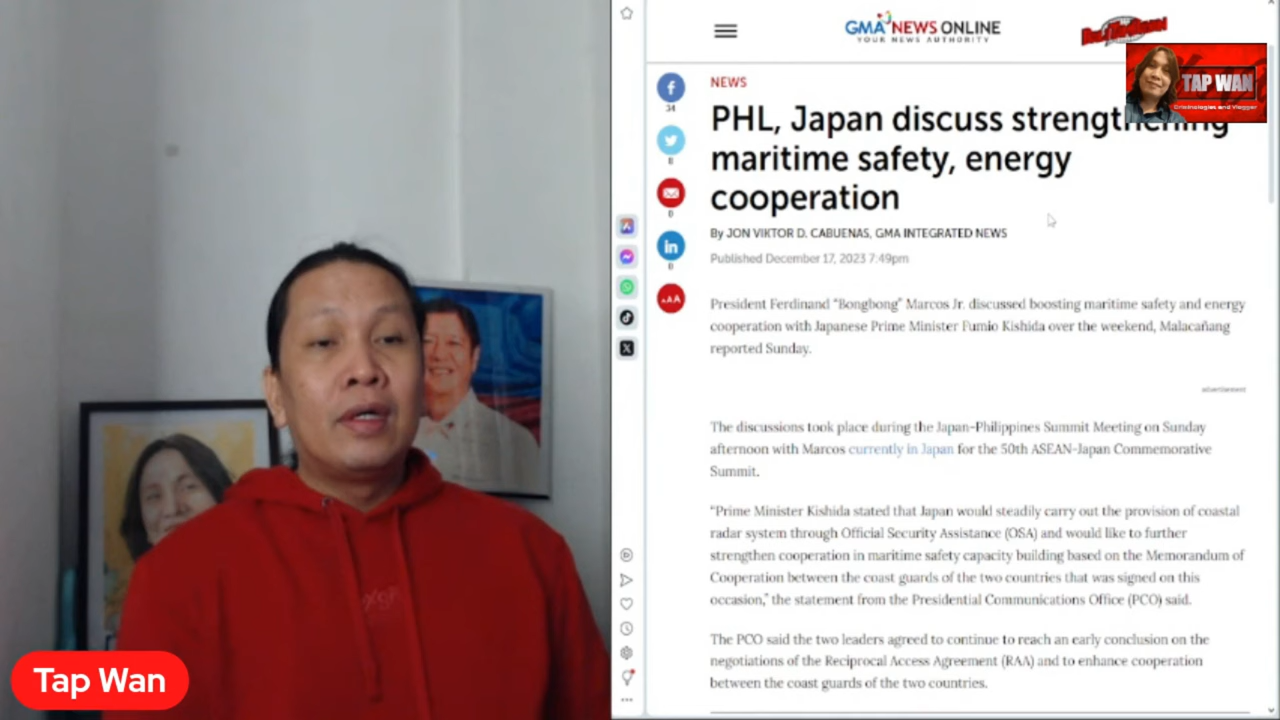 GMA NEWS ONLINE
YOUR NEWS AUTHORITY
TAP WAN
Criminologies and Vlogger
NEWS
PHL, Japan discuss strengthening
maritime safety, energy
cooperation
By JON VIKTOR D. CABUENAS, GMA INTEGRATED NEWS
Published December 17, 2023 7:49pm
34
0
0
0
AAA
President Ferdinand “Bongbong” Marcos Jr. discussed boosting maritime safety and energy
cooperation with Japanese Prime Minister Fumio Kishida over the weekend, Malacañang
reported Sunday.
advertisement
The discussions took place during the Japan-Philippines Summit Meeting on Sunday
afternoon with Marcos currently in Japan for the 50th ASEAN-Japan Commemorative
Summit.
“Prime Minister Kishida stated that Japan would steadily carry out the provision of coastal
radar system through Official Security Assistance (OSA) and would like to further
strengthen cooperation in maritime safety capacity building based on the Memorandum of
Cooperation between the coast guards of the two countries that was signed on this
occasion,” the statement from the Presidential Communications Office (PCO) said.
The PCO said the two leaders agreed to continue to reach an early conclusion on the
negotiations of the Reciprocal Access Agreement (RAA) and to enhance cooperation
between the coast guards of the two countries.
Tap Wan